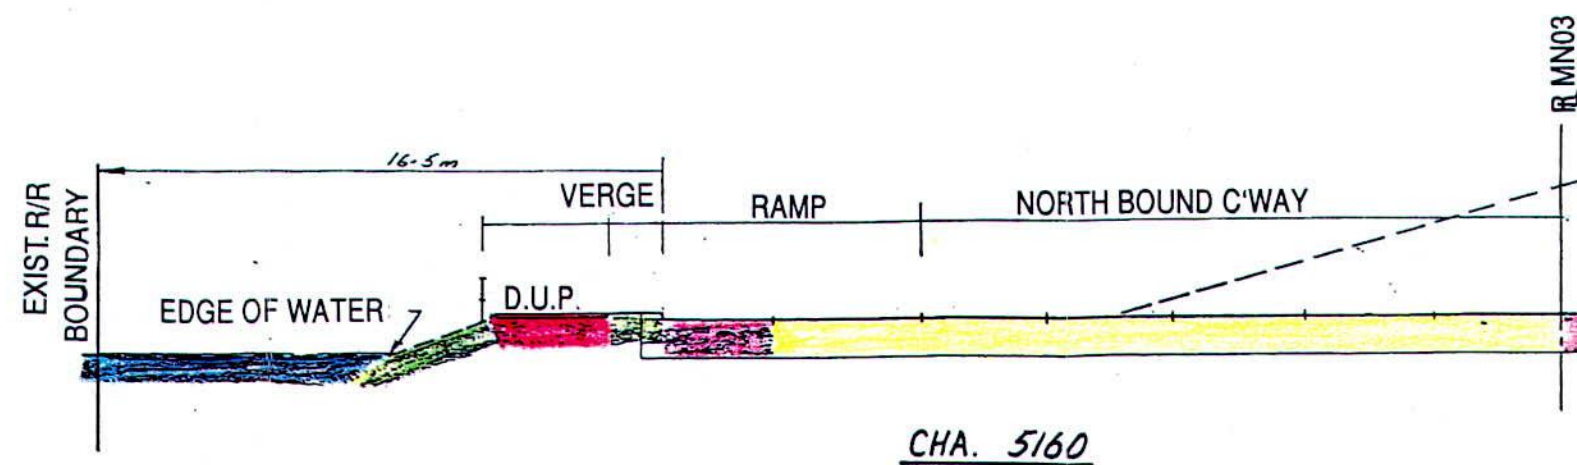 R MN03
16-5m
EXIST. R/R
BOUNDARY
VERGE
RAMP
NORTH BOUND C'WAY
EDGE OF WATER
D.U.P.
CHA. 5160